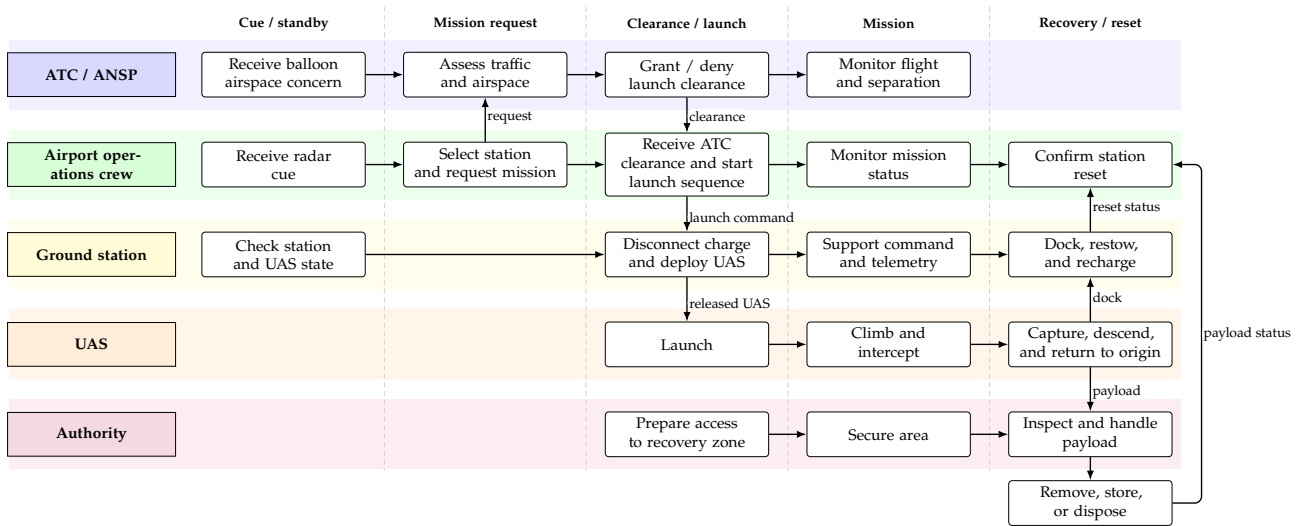 Cue / standby
Mission request
Clearance / launch
Mission
Recovery / reset
ATC / ANSP
Receive balloon
airspace concern
Assess traffic
and airspace
Grant / deny
launch clearance
Monitor flight
and separation
request
clearance
Airport oper-
ations crew
Receive radar
cue
Select station
and request mission
Receive ATC
clearance and start
launch sequence
Monitor mission
status
Confirm station
reset
launch command
reset status
Ground station
Check station
and UAS state
Disconnect charge
and deploy UAS
Support command
and telemetry
Dock, restow,
and recharge
released UAS
dock
UAS
Launch
Climb and
intercept
Capture, descend,
and return to origin
payload status
payload
Authority
Prepare access
to recovery zone
Secure area
Inspect and handle
payload
Remove, store,
or dispose